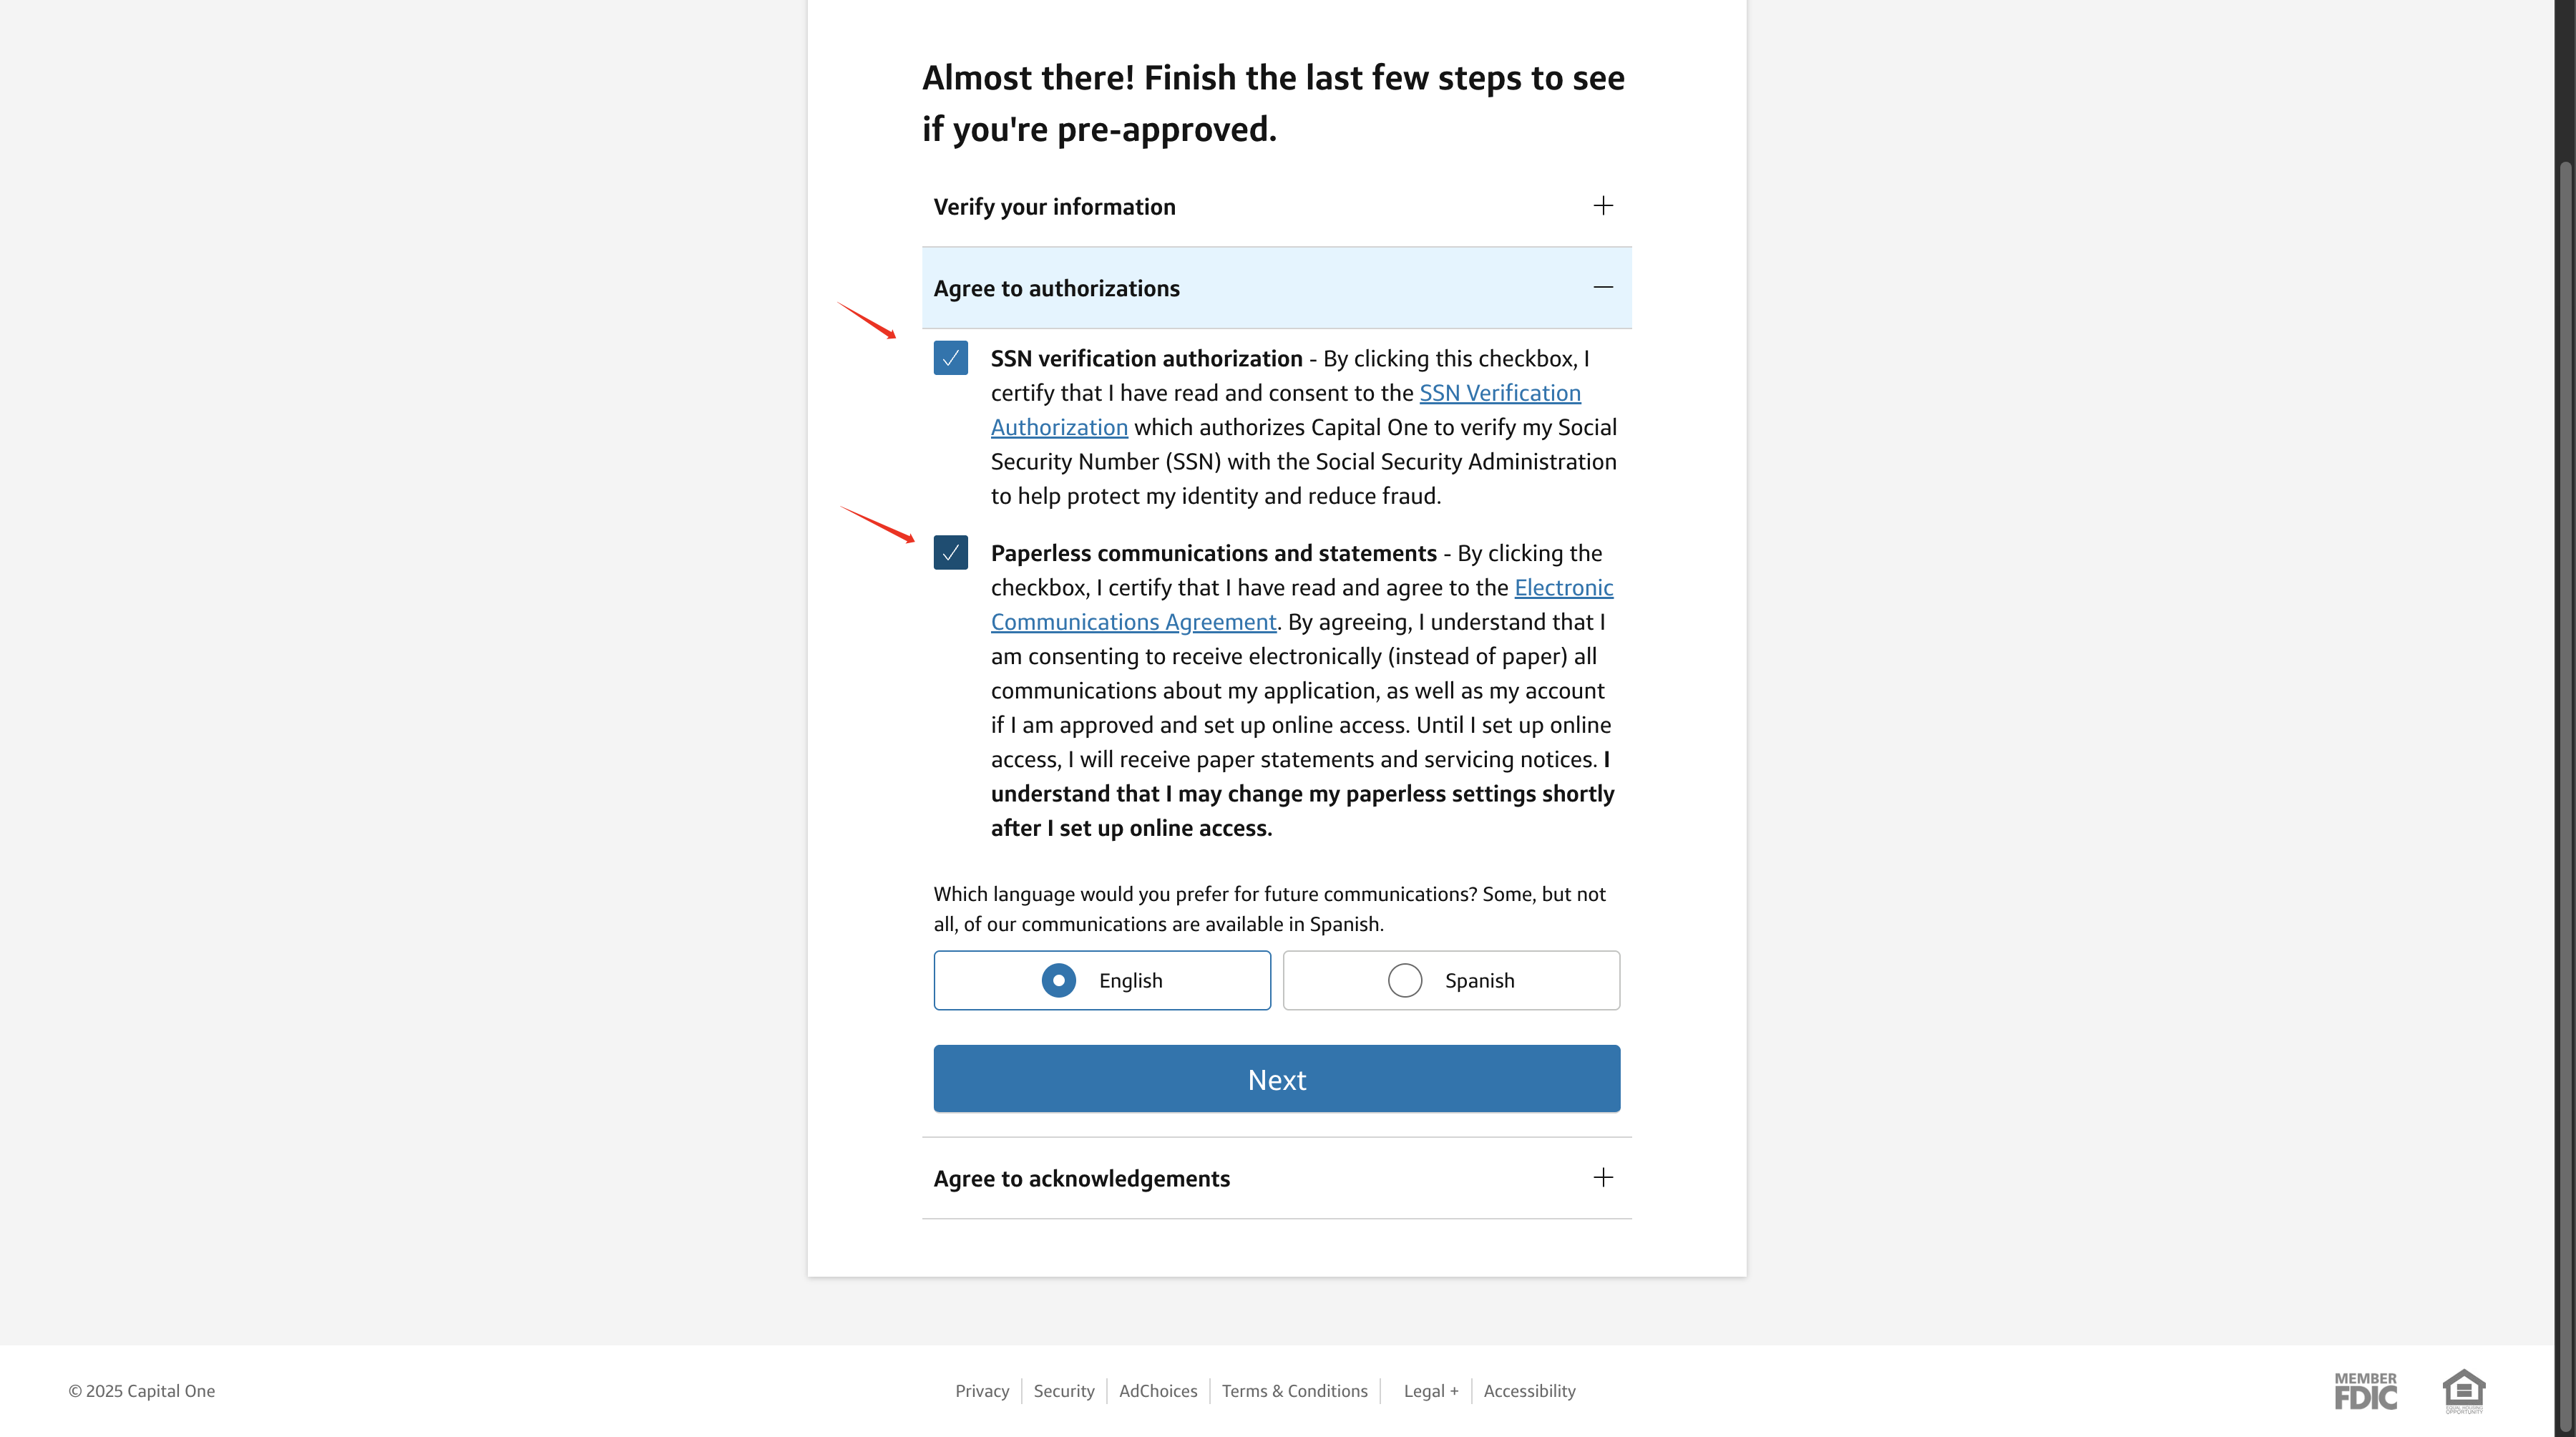 Almost there! Finish the last few steps to see
if you're pre-approved.
Verify your information
Agree to authorizations
SSN verification authorization - By clicking this checkbox, I
certify that I have read and consent to the SSN Verification
Authorization which authorizes Capital One to verify my Social
Security Number (SSN) with the Social Security Administration
to help protect my identity and reduce fraud.
Paperless communications and statements - By clicking the
checkbox, I certify that I have read and agree to the Electronic
Communications Agreement. By agreeing, I understand that I
am consenting to receive electronically (instead of paper) all
communications about my application, as well as my account
if I am approved and set up online access. Until I set up online
access, I will receive paper statements and servicing notices. I
understand that I may change my paperless settings shortly
after I set up online access.
Which language would you prefer for future communications? Some, but not
all, of our communications are available in Spanish.
English
Spanish
Next
Agree to acknowledgements
© 2025 Capital One
Privacy
Security
AdChoices
Terms & Conditions
Legal +
Accessibility
MEMBER
FDIC
EQUAL HOUSING
OPPORTUNITY